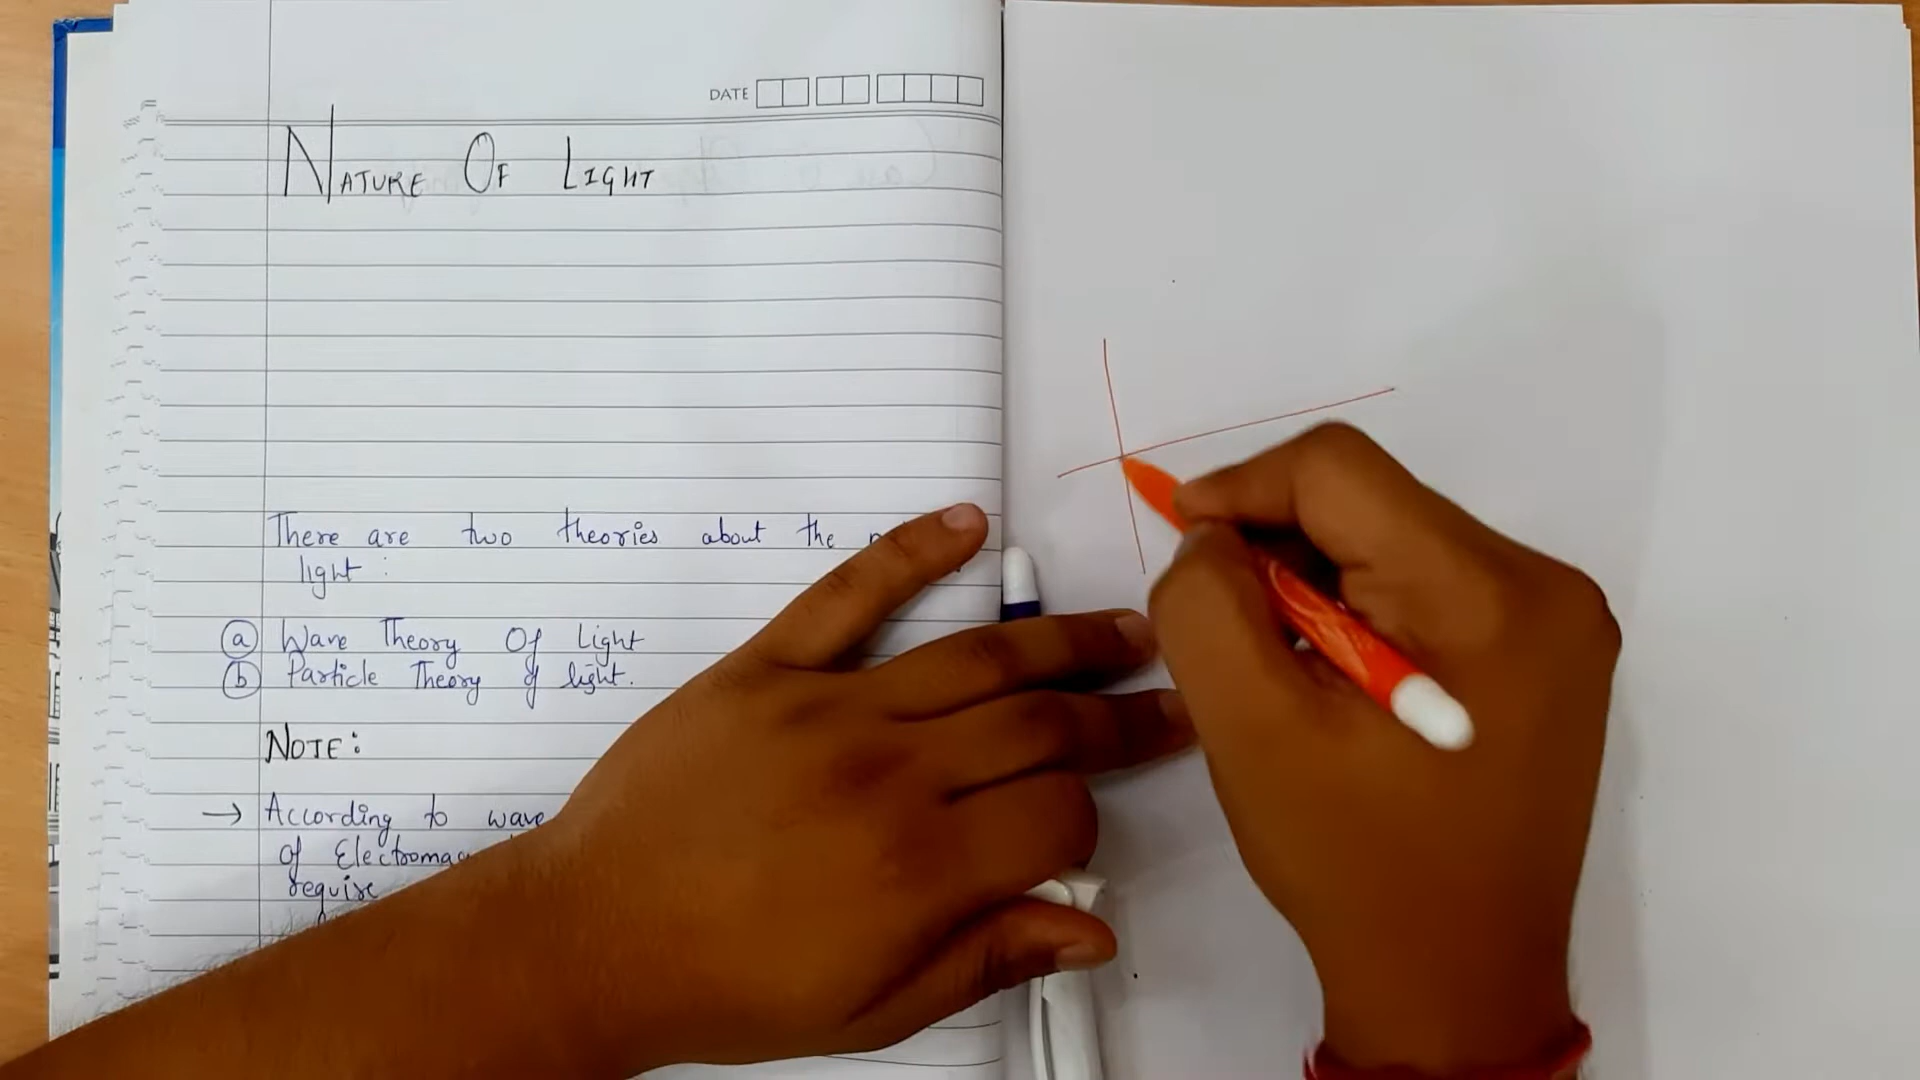 DATE
NATURE OF LIGHT
There are two theories about the
light :
a Wave Theory Of Light
b Particle Theory of light.
NOTE:
→ According to wave
Of Electromag
require